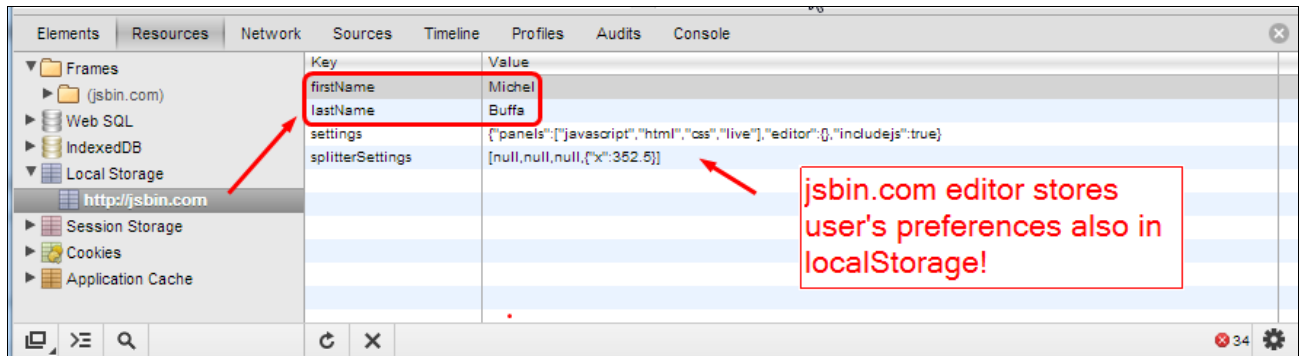 Elements Resources Network Sources Timeline Profiles Audits Console
Frames
(jsbin.com)
Web SQL
IndexedDB
Local Storage
http://jsbin.com
Session Storage
Cookies
Application Cache
Key Value
firstName Michel
lastName Buffa
settings {"panels":["javascript","html","css","live"],"editor":{},"includejs":true}
splitterSettings [null,null,null,{"x":352.5}]
jsbin.com editor stores
user's preferences also in
localStorage!
34